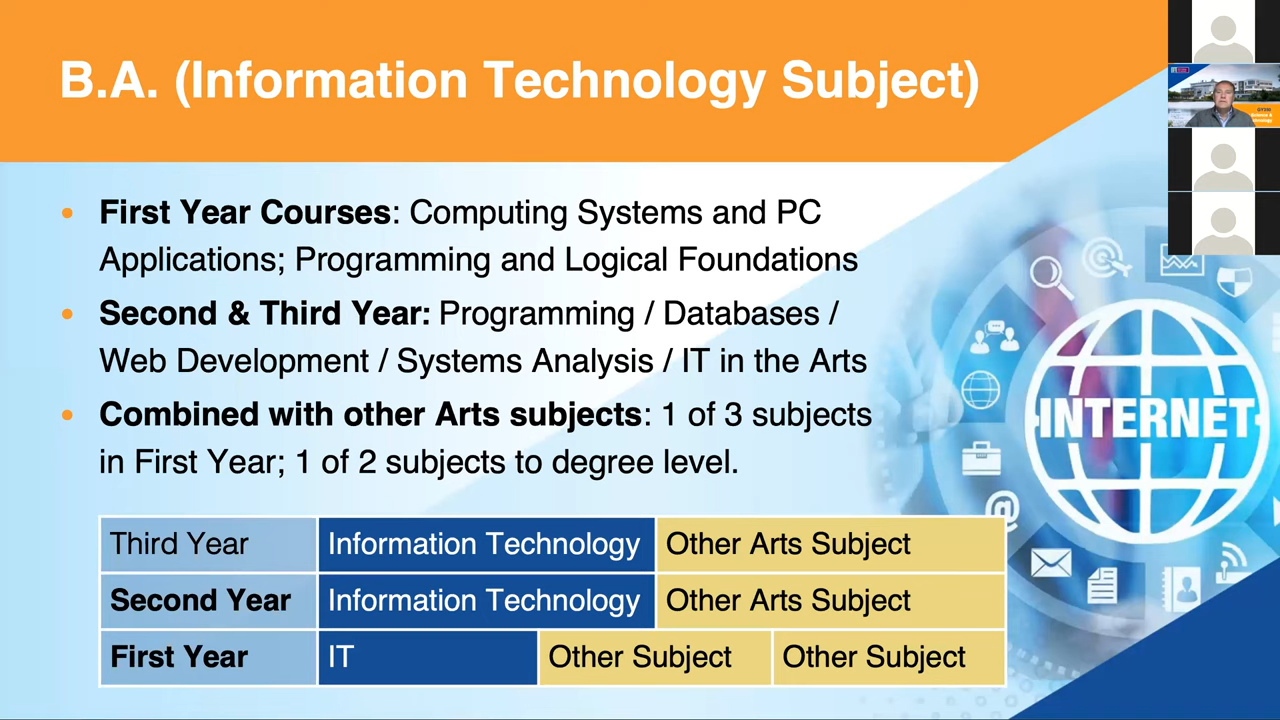 B.A. (Information Technology Subject)
• First Year Courses: Computing Systems and PC
Applications; Programming and Logical Foundations
• Second & Third Year: Programming / Databases /
Web Development / Systems Analysis / IT in the Arts
• Combined with other Arts subjects: 1 of 3 subjects
in First Year; 1 of 2 subjects to degree level.
INTERNET
@
Third Year Information Technology Other Arts Subject
Second Year Information Technology Other Arts Subject
First Year IT Other Subject Other Subject